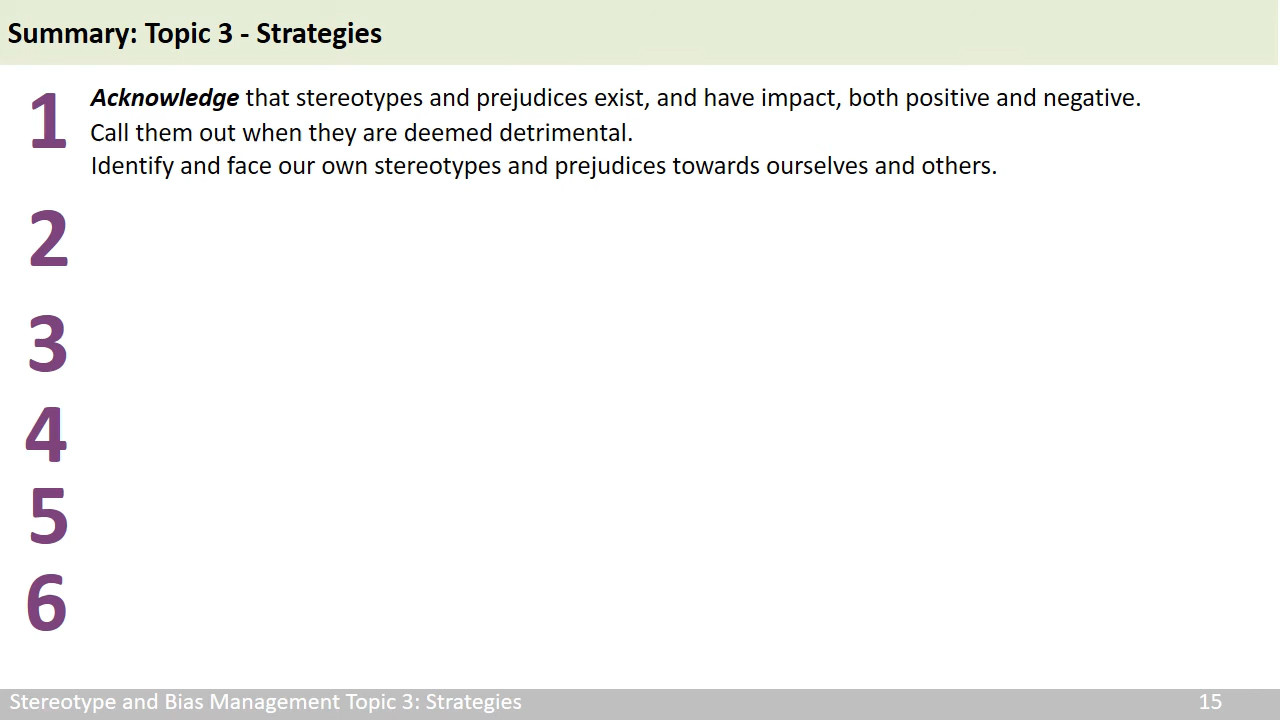 Summary: Topic 3 - Strategies
1
Acknowledge that stereotypes and prejudices exist, and have impact, both positive and negative.
Call them out when they are deemed detrimental.
Identify and face our own stereotypes and prejudices towards ourselves and others.
2
3
4
5
6
Stereotype and Bias Management Topic 3: Strategies 15